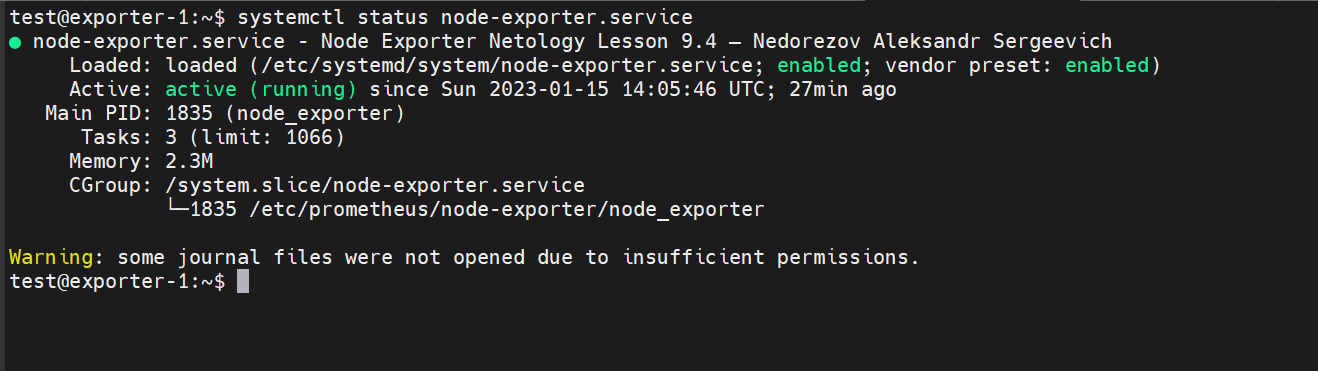 test@exporter-1:~$ systemctl status node-exporter.service
● node-exporter.service - Node Exporter Netology Lesson 9.4 — Nedorezov Aleksandr Sergeevich
     Loaded: loaded (/etc/systemd/system/node-exporter.service; enabled; vendor preset: enabled)
     Active: active (running) since Sun 2023-01-15 14:05:46 UTC; 27min ago
   Main PID: 1835 (node_exporter)
      Tasks: 3 (limit: 1066)
     Memory: 2.3M
     CGroup: /system.slice/node-exporter.service
             └─1835 /etc/prometheus/node-exporter/node_exporter
Warning: some journal files were not opened due to insufficient permissions.
test@exporter-1:~$